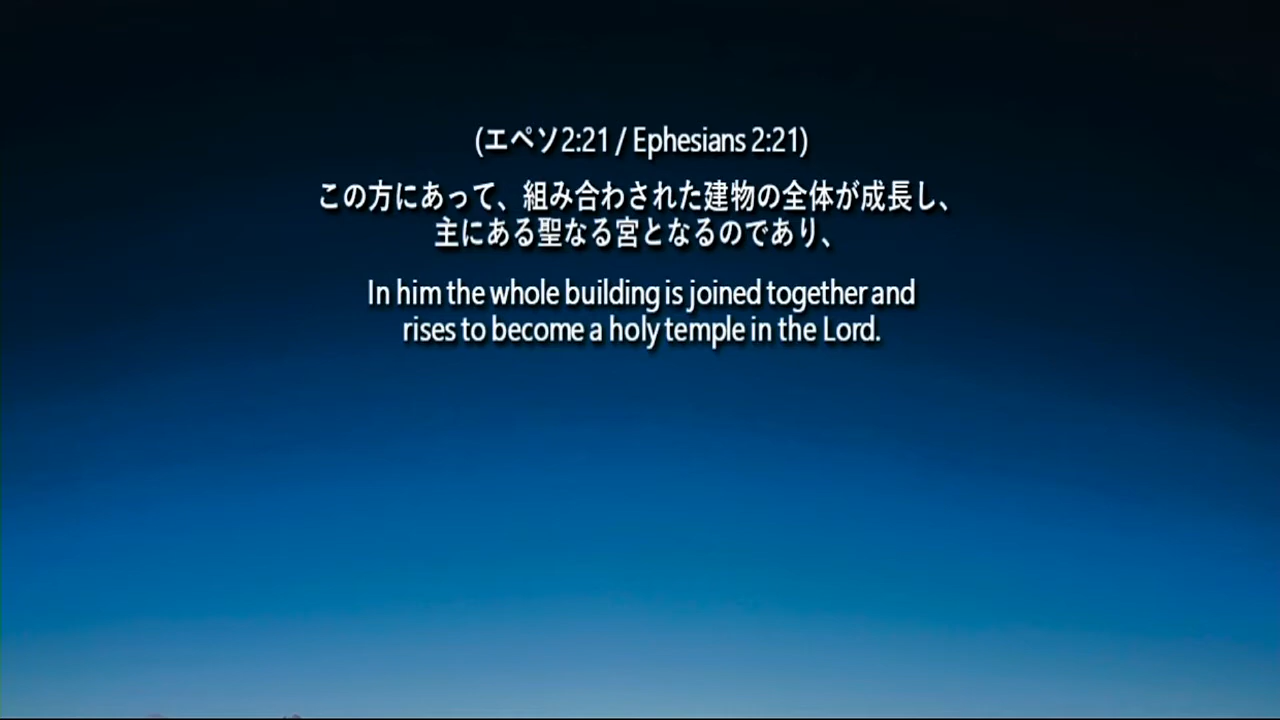 (エペソ2:21 / Ephesians 2:21)
この方にあって、組み合わされた建物の全体が成長し、
主にある聖なる宮となるのであり、
In him the whole building is joined together and
rises to become a holy temple in the Lord.